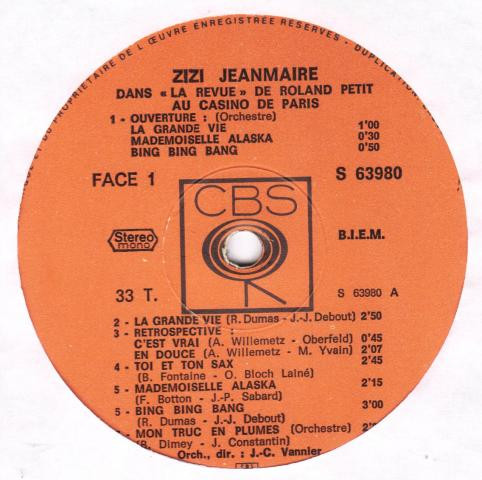 DE L'ŒUVRE ENREGISTRÉE RÉSERVÉS - DUPLICATION
ZIZI JEANMAIRE
DANS «LA REVUE» DE ROLAND PETIT
AU CASINO DE PARIS
1 - OUVERTURE : (Orchestre)
LA GRANDE VIE 1'00
MADEMOISELLE ALASKA 0'30
BING BING BANG 0'50
FACE 1 S 63980
CBS
Stereo
mono
B.I.E.M.
33 T. S 63980 A
2 - LA GRANDE VIE (R. Dumas - J.-J. Debout) 2'50
3 - RETROSPECTIVE :
C'EST VRAI (A. Willemetz - Oberfeld) 0'45
EN DOUCE (A. Willemetz - M. Yvain) 2'07
4 - TOI ET TON SAX 2'45
(B. Fontaine - O. Bloch Lainé)
5 - MADEMOISELLE ALASKA 2'15
(F. Botton - J.-P. Sabard)
5 - BING BING BANG 3'00
(R. Dumas - J.-J. Debout)
- MON TRUC EN PLUMES (Orchestre)
(B. Dimey - J. Constantin)
Orch., dir. : J.-C. Vannier